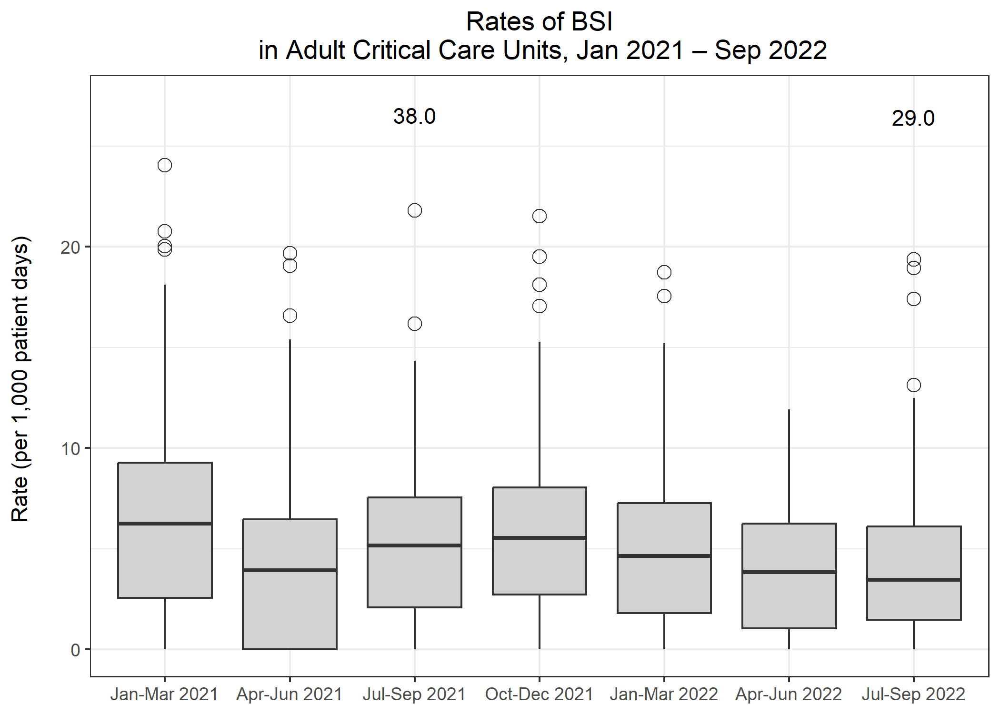 Rates of BSI
in Adult Critical Care Units, Jan 2021 – Sep 2022
38.0
29.0
Rate (per 1,000 patient days)
20
10
0
Jan-Mar 2021
Apr-Jun 2021
Jul-Sep 2021
Oct-Dec 2021
Jan-Mar 2022
Apr-Jun 2022
Jul-Sep 2022